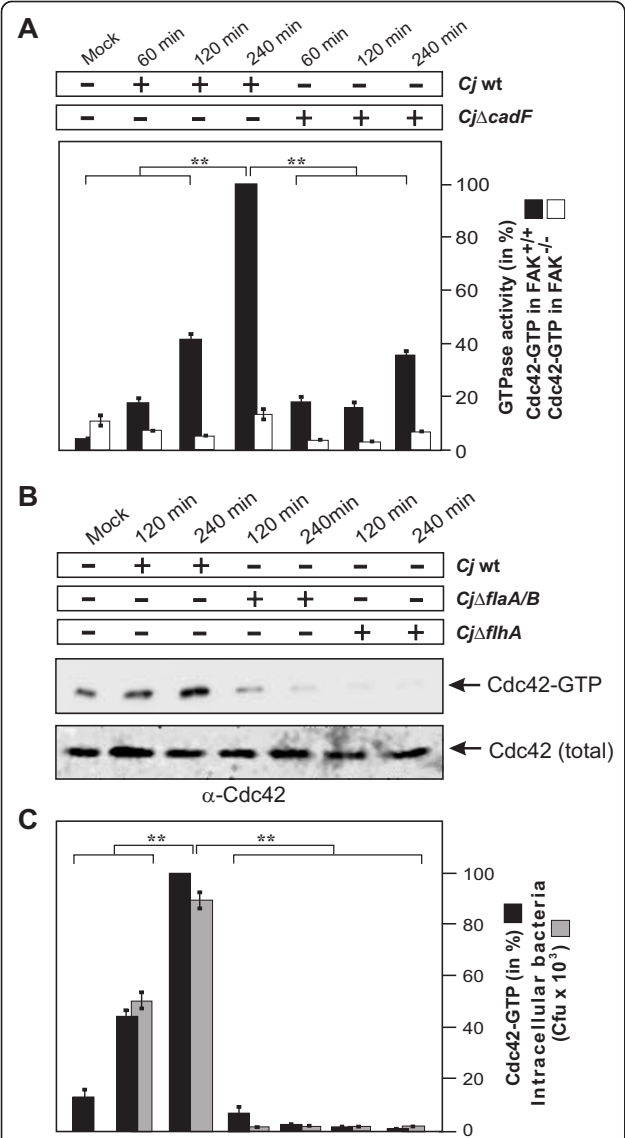 A
Mock 60 min 120 min 240 min 60 min 120 min 240 min
– + + + – – – Cj wt
– – – – + + + CjΔcadF
** **
100
80
60
40
20
0
GTPase activity (in %)
Cdc42-GTP in FAK+/+
Cdc42-GTP in FAK-/-
B
Mock 120 min 240 min 120 min 240min 120 min 240 min
– + + – – – – Cj wt
– – – + + – – CjΔflaA/B
– – – – – + + CjΔflhA
Cdc42-GTP
Cdc42 (total)
α-Cdc42
C
** **
100
80
60
40
20
0
Cdc42-GTP (in %)
Intracellular bacteria
(Cfu x 10³)